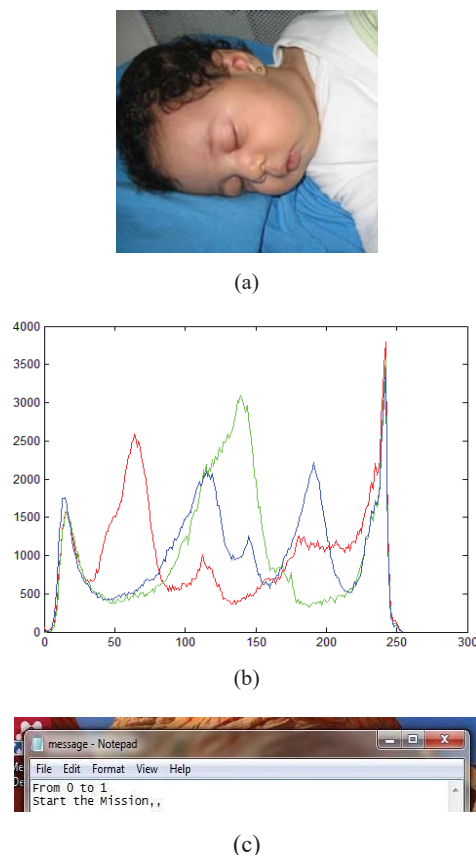 (a)
4000
3500
3000
2500
2000
1500
1000
500
0
0 50 100 150 200 250 300
(b)
message - Notepad
File Edit Format View Help
From 0 to 1
Start the Mission,,
(c)